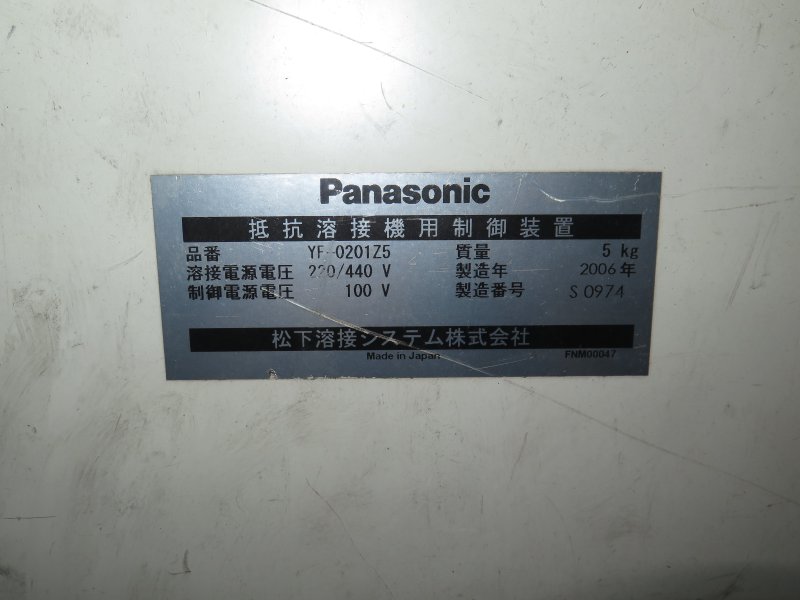 Panasonic
抵抗溶接機用制御装置
品番 YF-0201Z5 質量 5 kg
溶接電源電圧 220/440 V 製造年 2006年
制御電源電圧 100 V 製造番号 S 0974
松下溶接システム株式会社
Made in Japan FNM00047